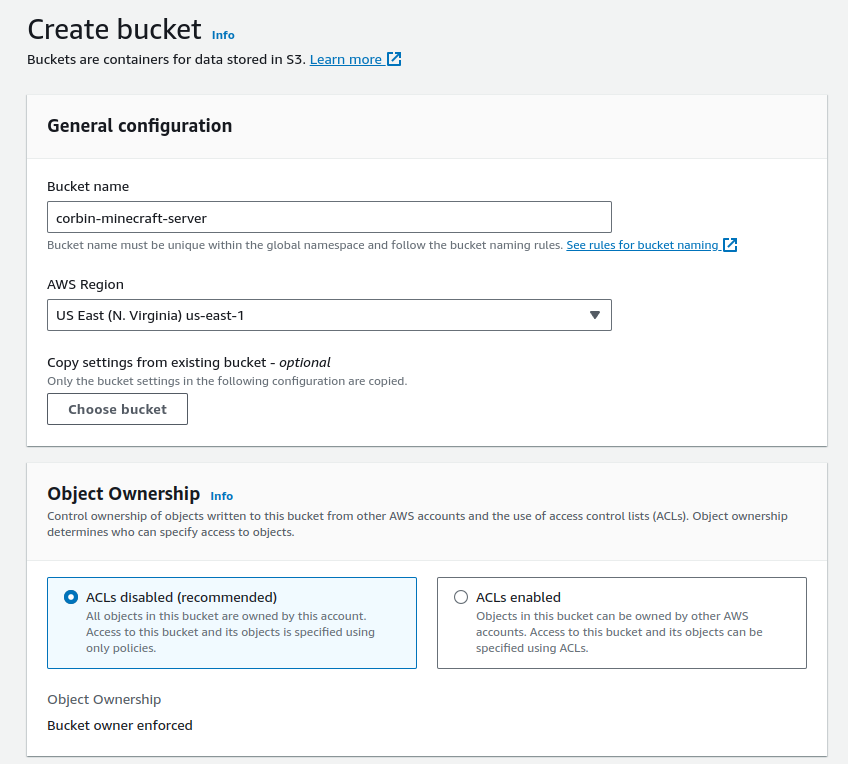 Create bucket Info
Buckets are containers for data stored in S3. Learn more
General configuration
Bucket name
corbin-minecraft-server
Bucket name must be unique within the global namespace and follow the bucket naming rules. See rules for bucket naming
AWS Region
US East (N. Virginia) us-east-1
Copy settings from existing bucket - optional
Only the bucket settings in the following configuration are copied.
Choose bucket
Object Ownership Info
Control ownership of objects written to this bucket from other AWS accounts and the use of access control lists (ACLs). Object ownership
determines who can specify access to objects.
ACLs disabled (recommended)
All objects in this bucket are owned by this account.
Access to this bucket and its objects is specified using
only policies.
ACLs enabled
Objects in this bucket can be owned by other AWS
accounts. Access to this bucket and its objects can be
specified using ACLs.
Object Ownership
Bucket owner enforced